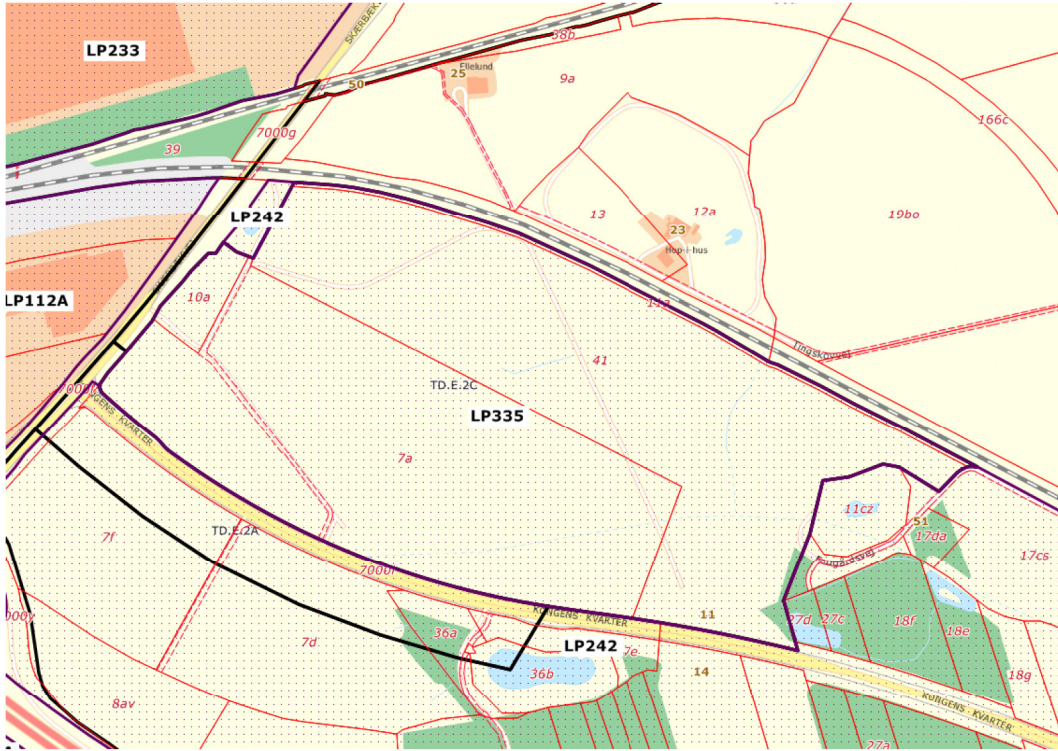 38b
SKÆRBÆK
LP233
Ellelund
25
9a
50
166c
7000g
39
LP242
13
12a
19bo
23
Hop-i-hus
10a
LP112A
11a
Tingskovvej
41
TD.E.2C
LP335
KONGENS KVARTER
7a
11cz
51
17da
TD.E.2A
7f
17cs
Faugårdsvej
7000i
KONGENS KVARTER
11
27d
27c
18f
18e
36a
7d
LP242
7e
36b
14
18g
8av
KONGENS KVARTER
27a